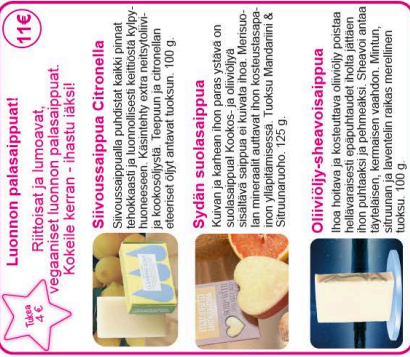 Luonnon palasaippuat!
11€
Riittoisat ja lumoavat,
vegaaniset luonnon palasaippuat.
Kokeile kerran - ihastu iäksi!
Tukea
4 €
Siivoussaippua Citronella
Siivoussaippualla puhdistat kaikki pinnat
tehokkaasti ja luonnollisesti keittiöstä kylpy-
huoneeseen. Käsintehty extra neitsytoliivi-
ja kookosöljystä. Teepuun ja citronellan
eteeriset öljyt antavat tuoksun. 100 g.
Sydän suolasaippua
Kuivan ja karhean ihon paras ystävä on
suolasaippua! Kookos- ja oliiviöljyä
sisältävä saippua ei kuivata ihoa. Merisuo-
lan mineraalit auttavat ihon kosteustasapa-
inon ylläpitämisessä. Tuoksu Mandariini &
Sitruunaruoho. 125 g.
Oliiviöljy-sheavoisaippua
Ihoa hoitava ja kosteuttava oliiviöljy poistaa
hellävaraisesti epäpuhtaudet iholta jättäen
ihon puhtaaksi ja pehmeäksi. Sheavoi antaa
täyteläisen, kermaisen vaahdon. Mintun,
sitruunan ja laventelin raikas merellinen
tuoksu. 100 g.